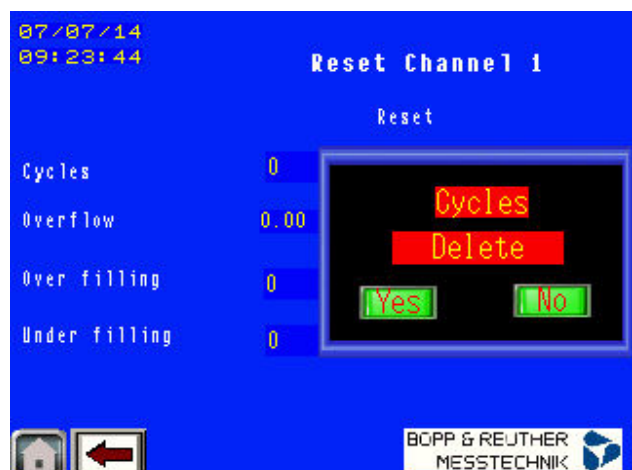 07/07/14
09:23:44
Reset Channel 1
Reset
Cycles 0
Overflow 0.00
Over filling 0
Under filling 0
Cycles
Delete
Yes No
BOPP & REUTHER
MESSTECHNIK